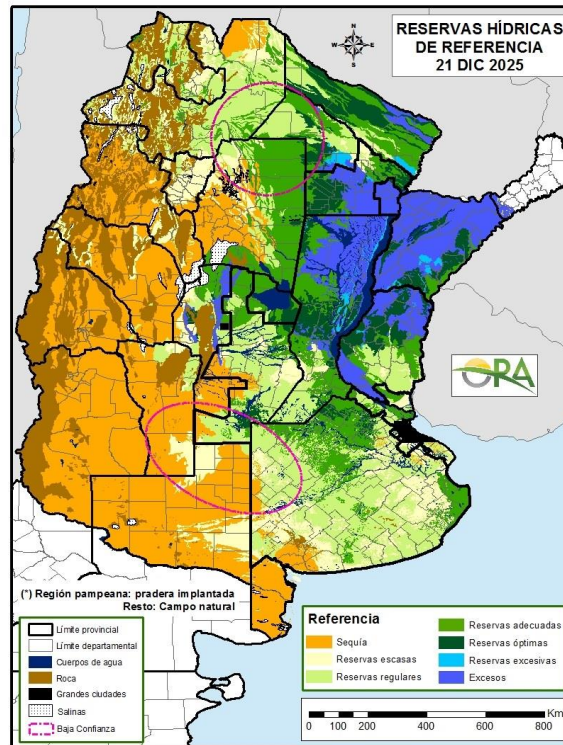 RESERVAS HÍDRICAS
DE REFERENCIA
21 DIC 2025
N
W
E
S
ORA
(*) Región pampeana: pradera implantada
Resto: Campo natural
Límite provincial
Límite departamental
Cuerpos de agua
Roca
Grandes ciudades
Salinas
Baja Confianza
Referencia
Sequía
Reservas escasas
Reservas regulares
Reservas adecuadas
Reservas óptimas
Reservas excesivas
Excesos
Km
0 50 100 200 400 600 800